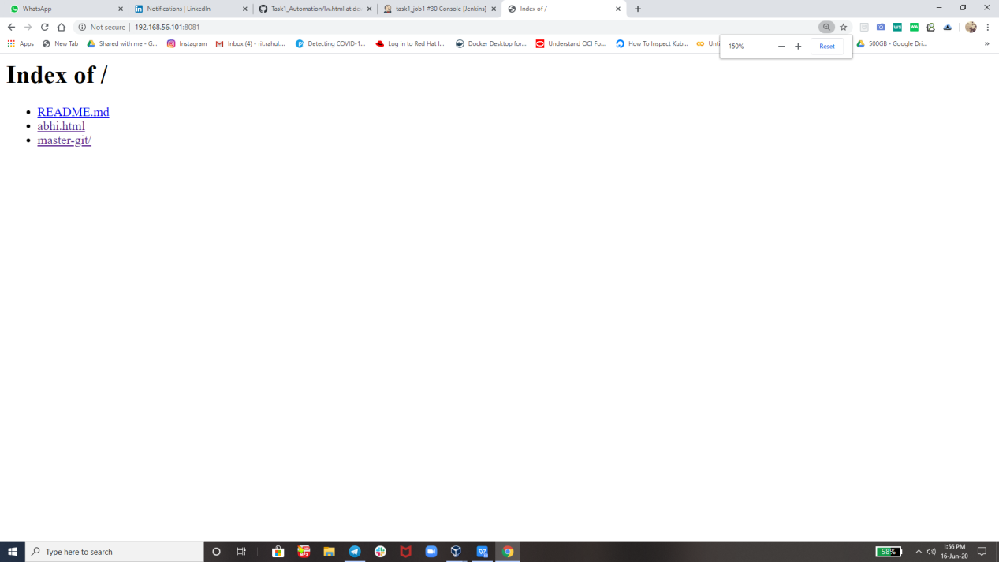 WhatsApp
Notifications | LinkedIn
Task1_Automation/lw.html at dev
task1_job1 #30 Console [Jenkins]
Index of /
Not secure | 192.168.56.101:8081
Apps
New Tab
Shared with me - G...
Instagram
Inbox (4) - rit.rahul....
Detecting COVID-1...
Log in to Red Hat I...
Docker Desktop for...
Understand OCI Fo...
How To Inspect Kub...
Unti
500GB - Google Dri...
»
150%
Reset
Index of /
README.md
abhi.html
master-git/
Type here to search
58%
1:56 PM
16-Jun-20